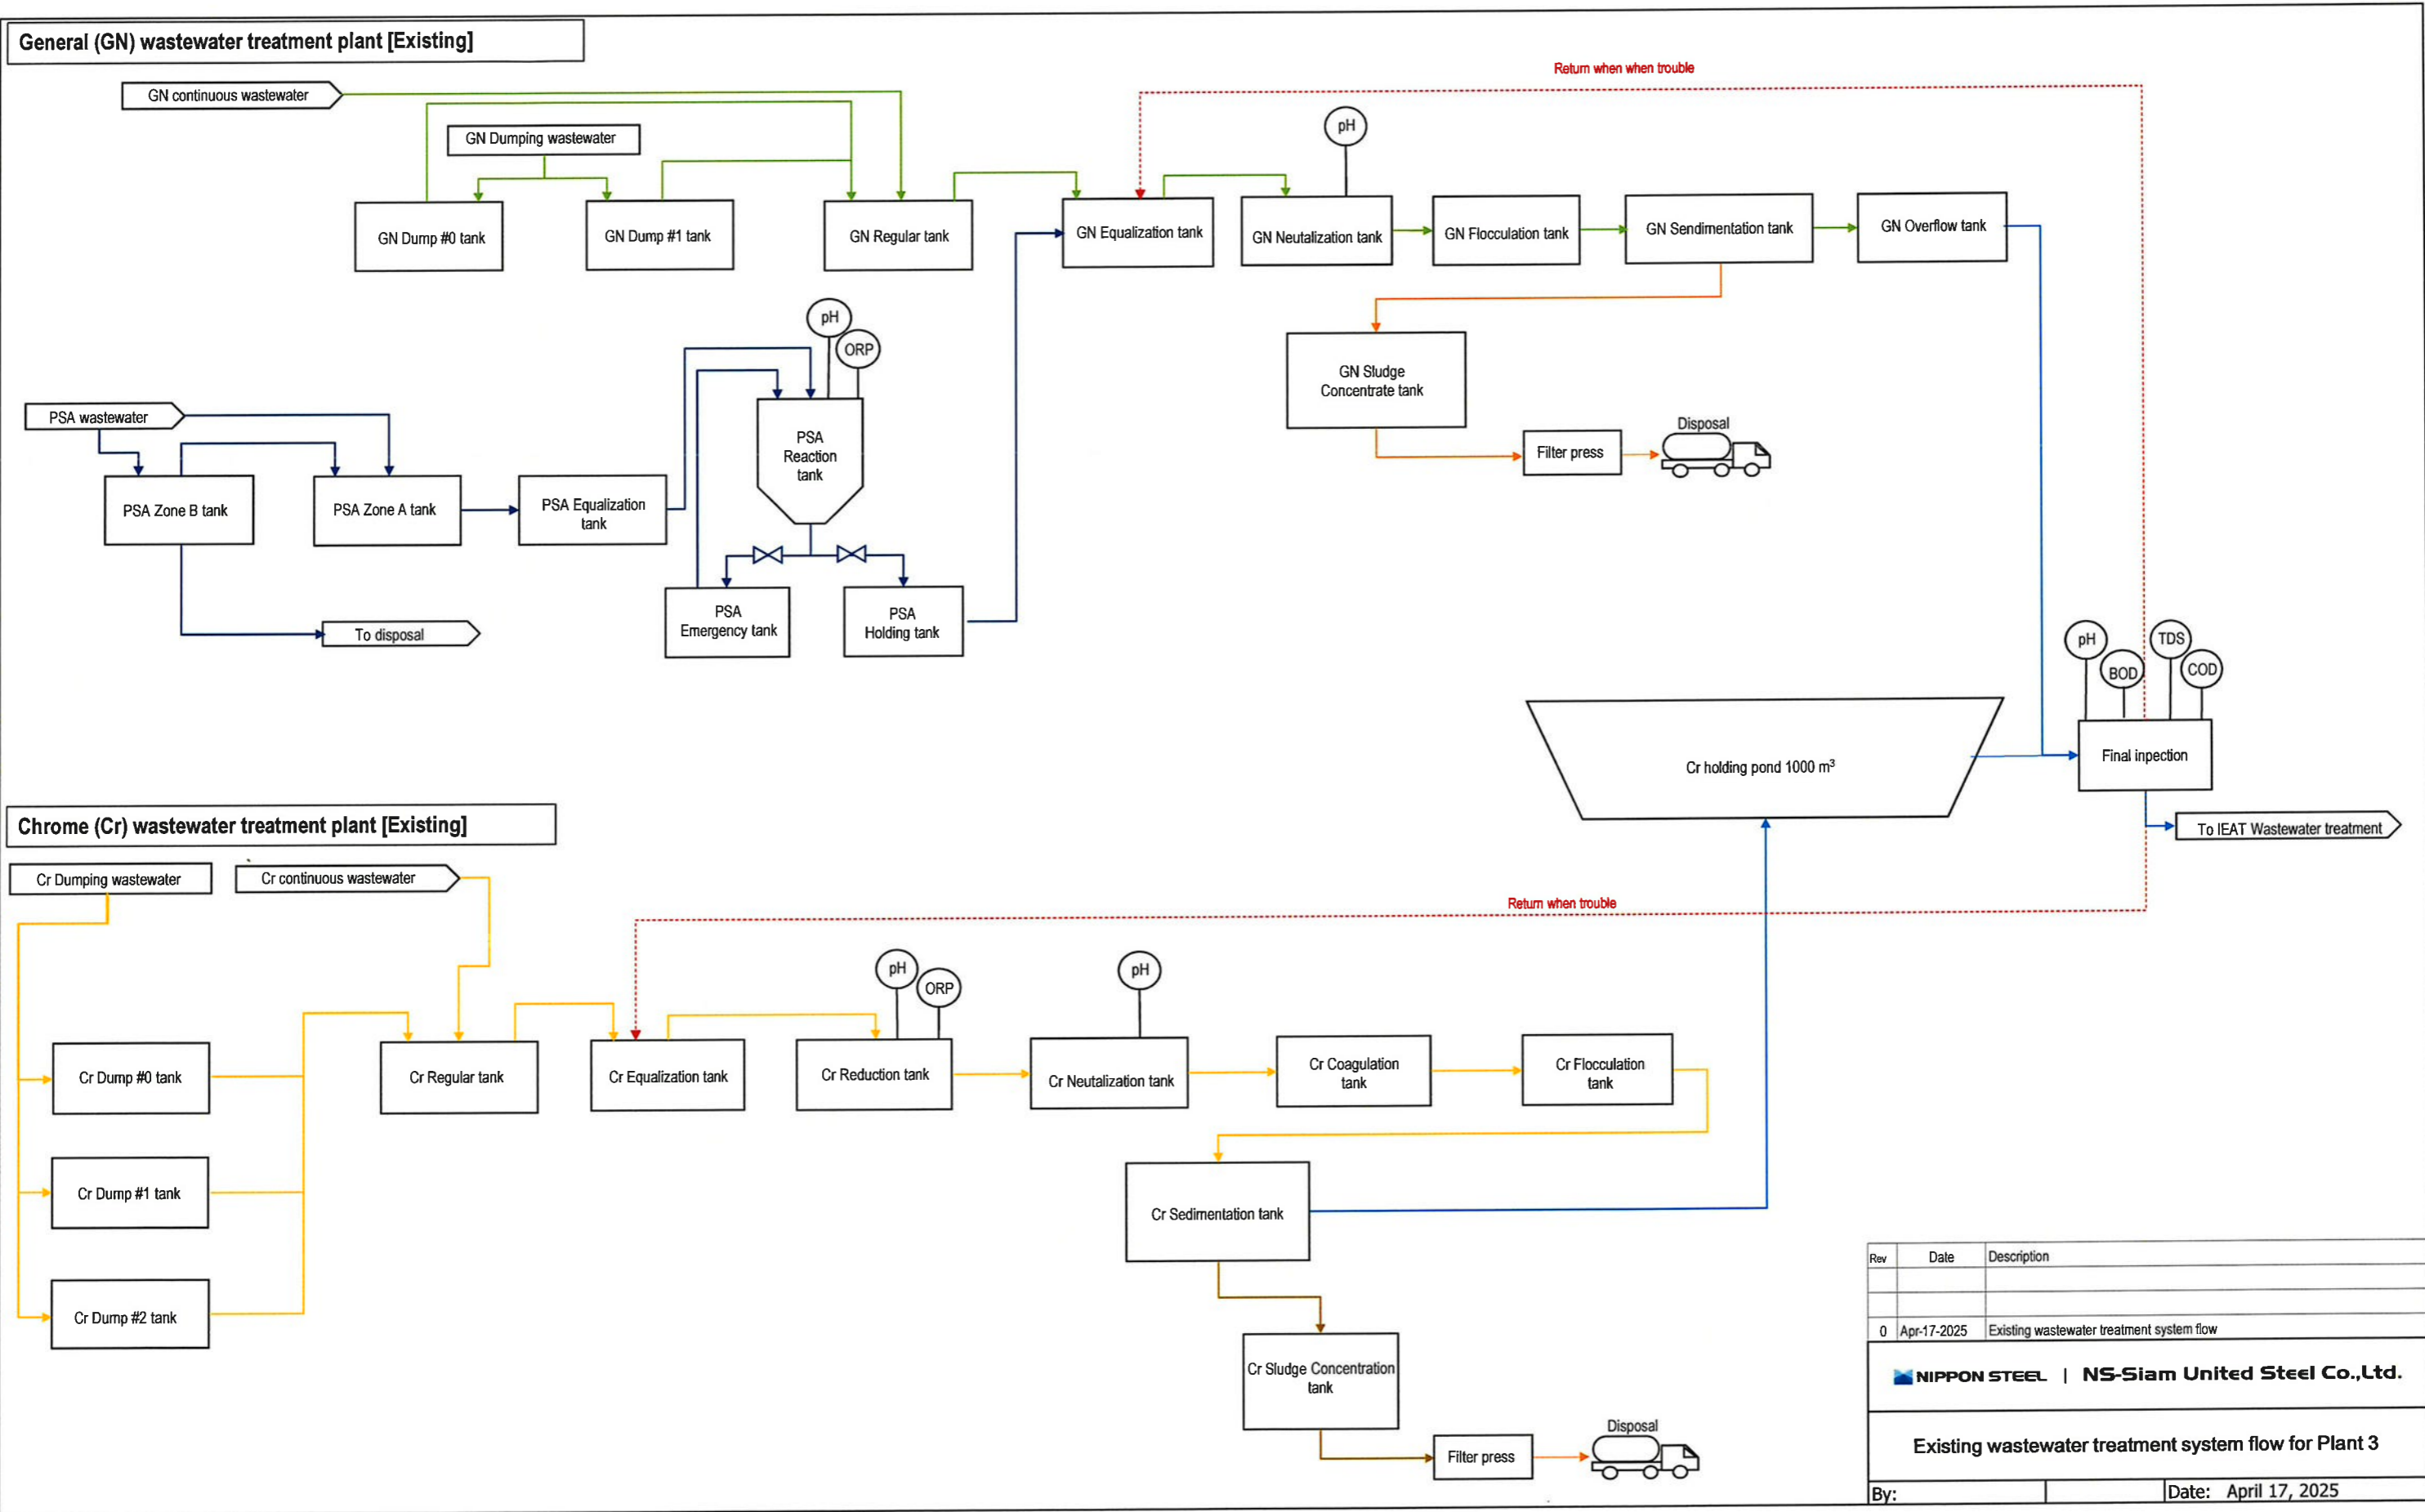 General (GN) wastewater treatment plant [Existing]
Return when when trouble
GN continuous wastewater
GN Dumping wastewater
pH
GN Dump #0 tank
GN Dump #1 tank
GN Regular tank
GN Equalization tank
GN Neutalization tank
GN Flocculation tank
GN Sendimentation tank
GN Overflow tank
pH
ORP
GN Sludge
Concentrate tank
PSA wastewater
PSA
Reaction
tank
Disposal
Filter press
PSA Zone B tank
PSA Zone A tank
PSA Equalization
tank
PSA
Emergency tank
PSA
Holding tank
To disposal
pH
BOD
TDS
COD
Cr holding pond 1000 m³
Final inpection
To IEAT Wastewater treatment
Chrome (Cr) wastewater treatment plant [Existing]
Cr Dumping wastewater
Cr continuous wastewater
Return when trouble
pH
ORP
pH
Cr Dump #0 tank
Cr Regular tank
Cr Equalization tank
Cr Reduction tank
Cr Neutalization tank
Cr Coagulation
tank
Cr Flocculation
tank
Cr Dump #1 tank
Cr Sedimentation tank
Cr Dump #2 tank
Cr Sludge Concentration
tank
Disposal
Filter press
Rev Date Description
0 Apr-17-2025 Existing wastewater treatment system flow
NIPPON STEEL | NS-Siam United Steel Co.,Ltd.
Existing wastewater treatment system flow for Plant 3
By: Date: April 17, 2025